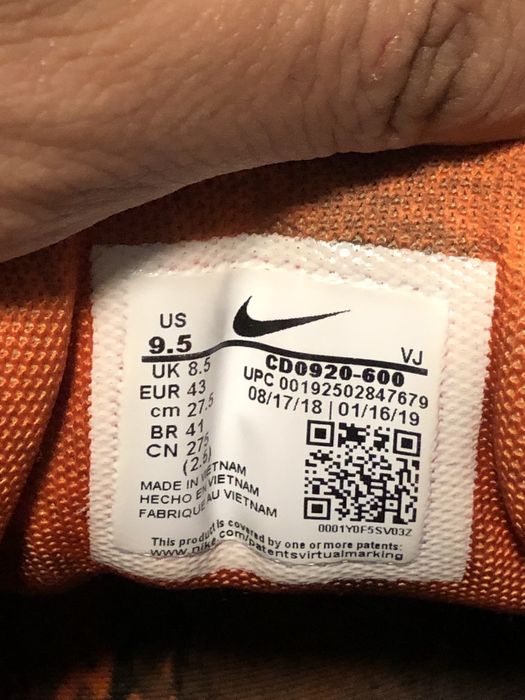 US
9.5
VJ
UK 8.5
CD0920-600
EUR 43
UPC 00192502847679
cm 27.5
08/17/18 | 01/16/19
BR 41
CN 275
(2.5)
MADE IN VIETNAM
HECHO EN VIETNAM
FABRIQUE AU VIETNAM
0001Y0F5SV03Z
This product is covered by one or more patents:
www.nike.com/patentsvirtualmarking